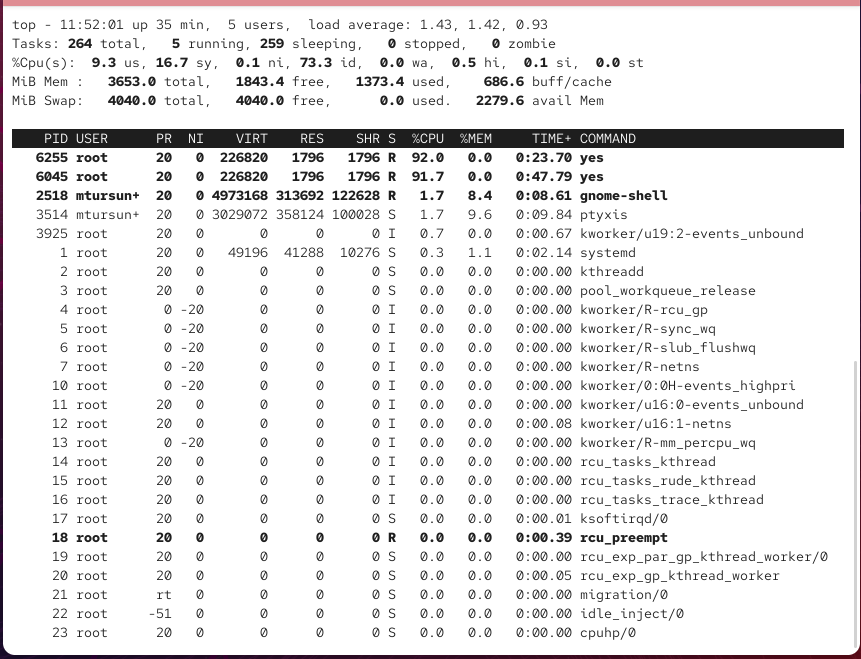 top - 11:52:01 up 35 min,  5 users,  load average: 1.43, 1.42, 0.93
Tasks: 264 total,   5 running, 259 sleeping,   0 stopped,   0 zombie
%Cpu(s):  9.3 us, 16.7 sy,  0.1 ni, 73.3 id,  0.0 wa,  0.5 hi,  0.1 si,  0.0 st
MiB Mem :   3653.0 total,   1843.4 free,   1373.4 used,    686.6 buff/cache
MiB Swap:   4040.0 total,   4040.0 free,      0.0 used.   2279.6 avail Mem
PID USER      PR  NI    VIRT    RES    SHR S  %CPU  %MEM     TIME+ COMMAND
6255 root      20   0  226820   1796   1796 R  92.0   0.0   0:23.70 yes
6045 root      20   0  226820   1796   1796 R  91.7   0.0   0:47.79 yes
2518 mtursun+  20   0 4973168 313692 122628 R   1.7   8.4   0:08.61 gnome-shell
3514 mtursun+  20   0 3029072 358124 100028 S   1.7   9.6   0:09.84 ptyxis
3925 root      20   0       0      0      0 I   0.7   0.0   0:00.67 kworker/u19:2-events_unbound
1 root      20   0   49196  41288  10276 S   0.3   1.1   0:02.14 systemd
2 root      20   0       0      0      0 S   0.0   0.0   0:00.00 kthreadd
3 root      20   0       0      0      0 S   0.0   0.0   0:00.00 pool_workqueue_release
4 root       0 -20       0      0      0 I   0.0   0.0   0:00.00 kworker/R-rcu_gp
5 root       0 -20       0      0      0 I   0.0   0.0   0:00.00 kworker/R-sync_wq
6 root       0 -20       0      0      0 I   0.0   0.0   0:00.00 kworker/R-slub_flushwq
7 root       0 -20       0      0      0 I   0.0   0.0   0:00.00 kworker/R-netns
10 root       0 -20       0      0      0 I   0.0   0.0   0:00.00 kworker/0:0H-events_highpri
11 root      20   0       0      0      0 I   0.0   0.0   0:00.00 kworker/u16:0-events_unbound
12 root      20   0       0      0      0 I   0.0   0.0   0:00.08 kworker/u16:1-netns
13 root       0 -20       0      0      0 I   0.0   0.0   0:00.00 kworker/R-mm_percpu_wq
14 root      20   0       0      0      0 I   0.0   0.0   0:00.00 rcu_tasks_kthread
15 root      20   0       0      0      0 I   0.0   0.0   0:00.00 rcu_tasks_rude_kthread
16 root      20   0       0      0      0 I   0.0   0.0   0:00.00 rcu_tasks_trace_kthread
17 root      20   0       0      0      0 S   0.0   0.0   0:00.01 ksoftirqd/0
18 root      20   0       0      0      0 R   0.0   0.0   0:00.39 rcu_preempt
19 root      20   0       0      0      0 S   0.0   0.0   0:00.00 rcu_exp_par_gp_kthread_worker/0
20 root      20   0       0      0      0 S   0.0   0.0   0:00.05 rcu_exp_gp_kthread_worker
21 root      rt   0       0      0      0 S   0.0   0.0   0:00.00 migration/0
22 root     -51   0       0      0      0 S   0.0   0.0   0:00.00 idle_inject/0
23 root      20   0       0      0      0 S   0.0   0.0   0:00.00 cpuhp/0